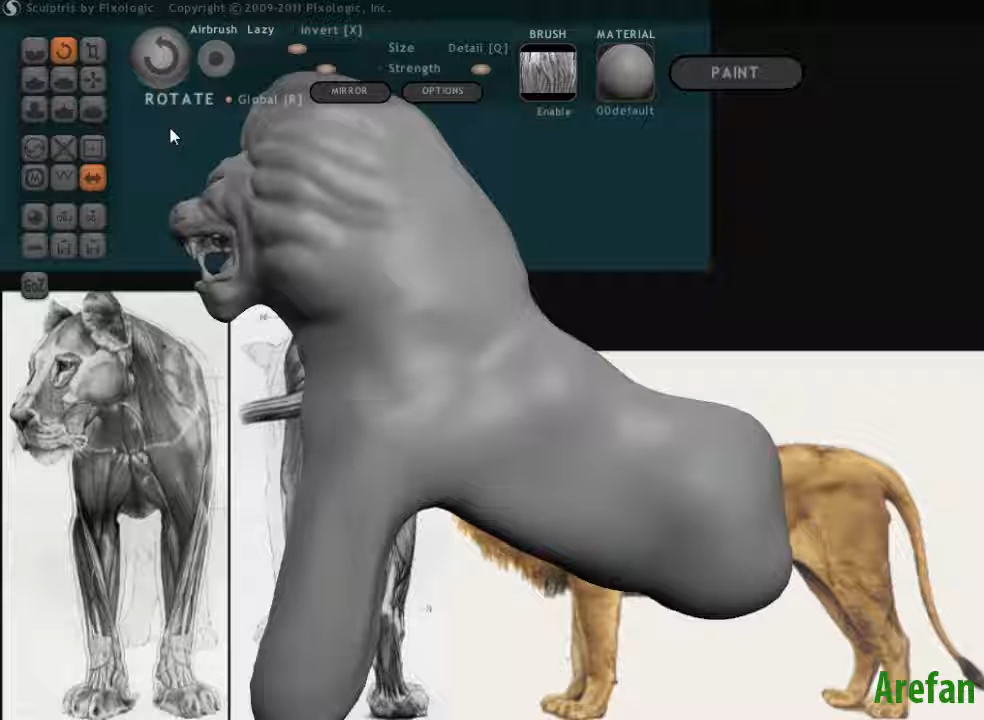 Sculptris by Pixologic Copyright © 2009-2011 Pixologic, Inc.
Airbrush Lazy Invert [X]
Size Detail [Q]
Strength
ROTATE Global [R]
MIRROR OPTIONS
BRUSH MATERIAL
PAINT
Enable 00default
GoZ
Arefan